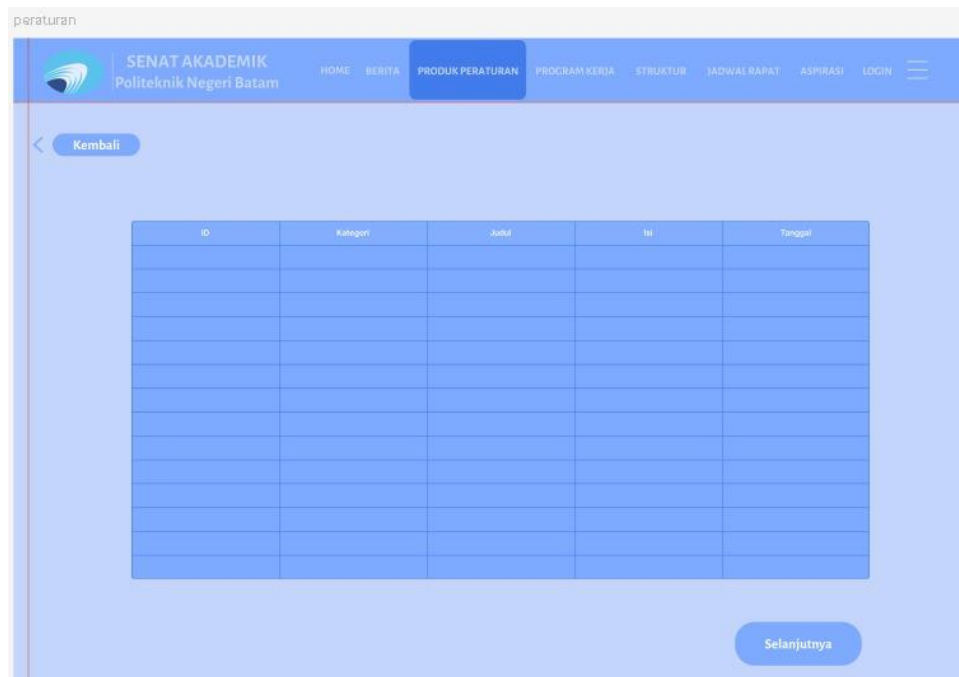 peraturan
SENAT AKADEMIK
Politeknik Negeri Batam
HOME BERITA PRODUK PERATURAN PROGRAM KERJA STRUKTUR JADWAL RAPAT ASPIRASI LOGIN
Kembali
ID Kategori Judul Isi Tanggal
Selanjutnya